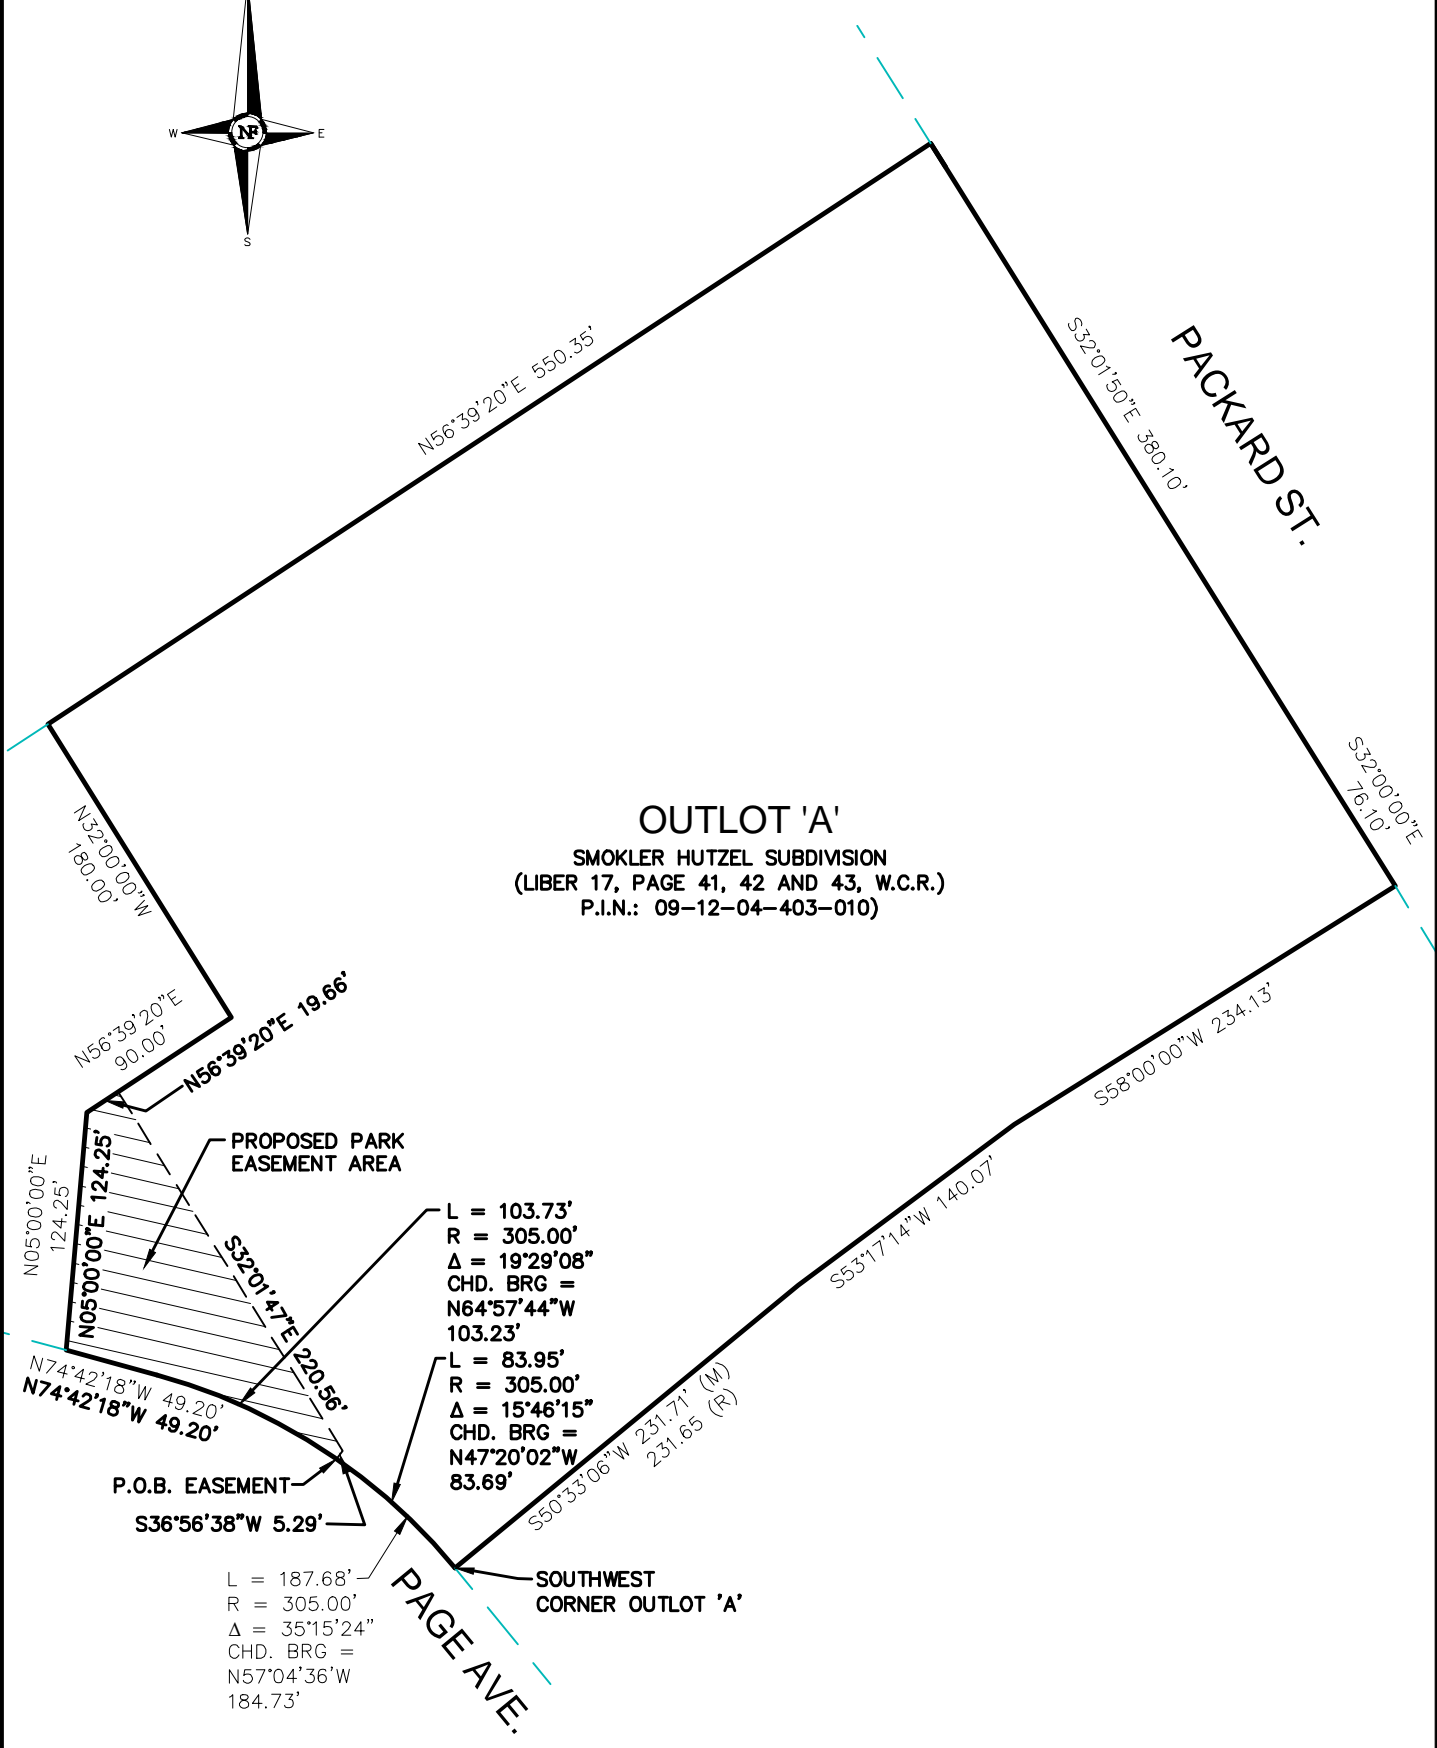 W
NF
E
S
N56°39'20"E 550.35'
S32°01'50"E 380.10'
PACKARD ST.
S32°00'00"E
76.10'
N32°00'00"W
180.00'
OUTLOT 'A'
SMOKLER HUTZEL SUBDIVISION
(LIBER 17, PAGE 41, 42 AND 43, W.C.R.)
P.I.N.: 09-12-04-403-010)
N56°39'20"E
90.00'
N56°39'20"E 19.66'
S58°00'00"W 234.13'
PROPOSED PARK
EASEMENT AREA
N05°00'00"E
124.25'
N05°00'00"E 124.25'
S32°01'47"E 220.56'
L = 103.73'
R = 305.00'
Δ = 19°29'08"
CHD. BRG =
N64°57'44"W
103.23'
S53°17'14"W 140.07'
L = 83.95'
R = 305.00'
Δ = 15°46'15"
CHD. BRG =
N47°20'02"W
83.69'
N74°42'18"W 49.20'
N74°42'18"W 49.20'
S50°33'06"W 231.71' (M)
231.65 (R)
P.O.B. EASEMENT
S36°56'38"W 5.29'
L = 187.68'
R = 305.00'
Δ = 35°15'24"
CHD. BRG =
N57°04'36'W
184.73'
PAGE AVE.
SOUTHWEST
CORNER OUTLOT 'A'